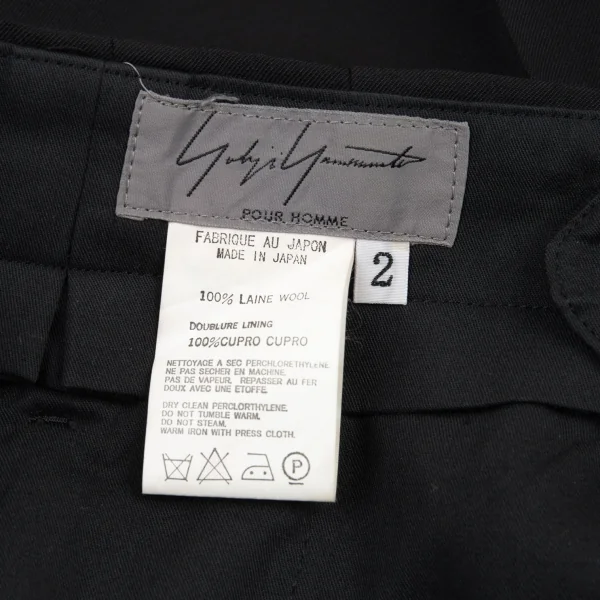 Yohji Yamamoto
POUR HOMME
FABRIQUE AU JAPON
MADE IN JAPAN
2
100% LAINE WOOL
DOUBLURE LINING
100%CUPRO CUPRO
NETTOYAGE A SEC PERCHLORETHYLENE.
NE PAS SECHER EN MACHINE.
PAS DE VAPEUR, REPASSER AU FER
DOUX AVEC UNE ETOFFE.
DRY CLEAN PERCLORTHYLENE.
DO NOT TUMBLE WARM.
DO NOT STEAM.
WARM IRON WITH PRESS CLOTH.
P